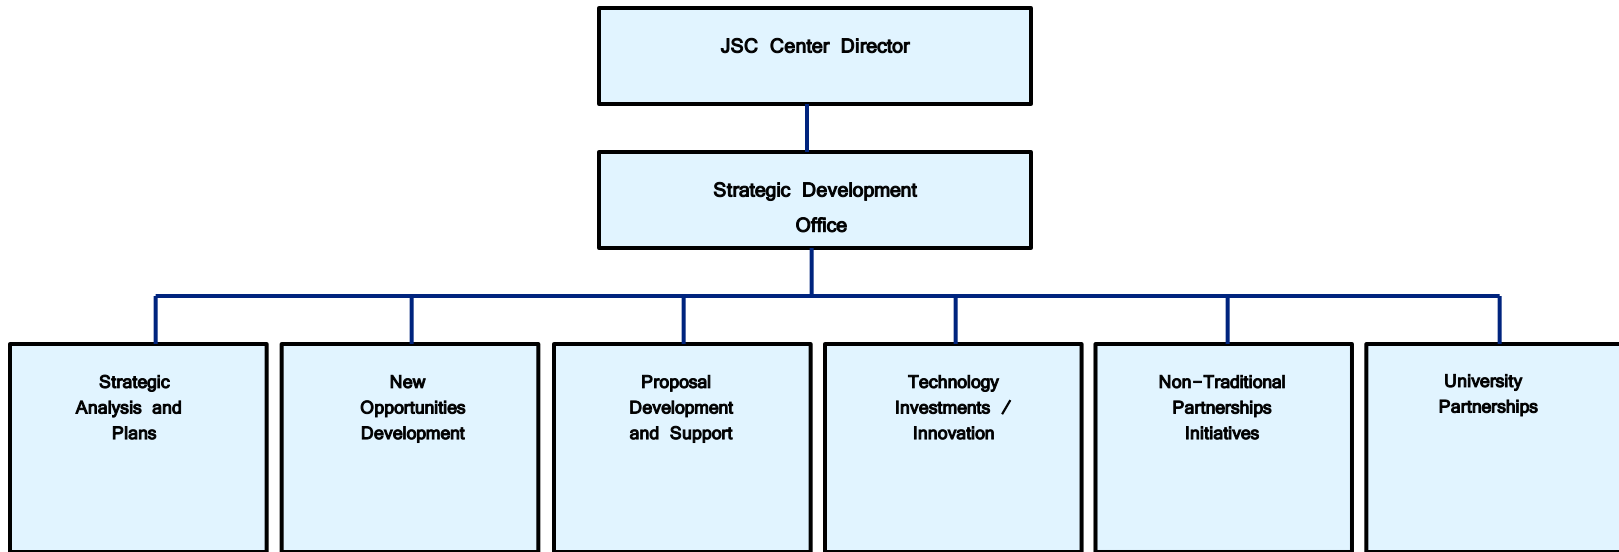 JSC Center Director
Strategic Development
Office
Strategic
Analysis and
Plans
New
Opportunities
Development
Proposal
Development
and Support
Technology
Investments /
Innovation
Non-Traditional
Partnerships
Initiatives
University
Partnerships